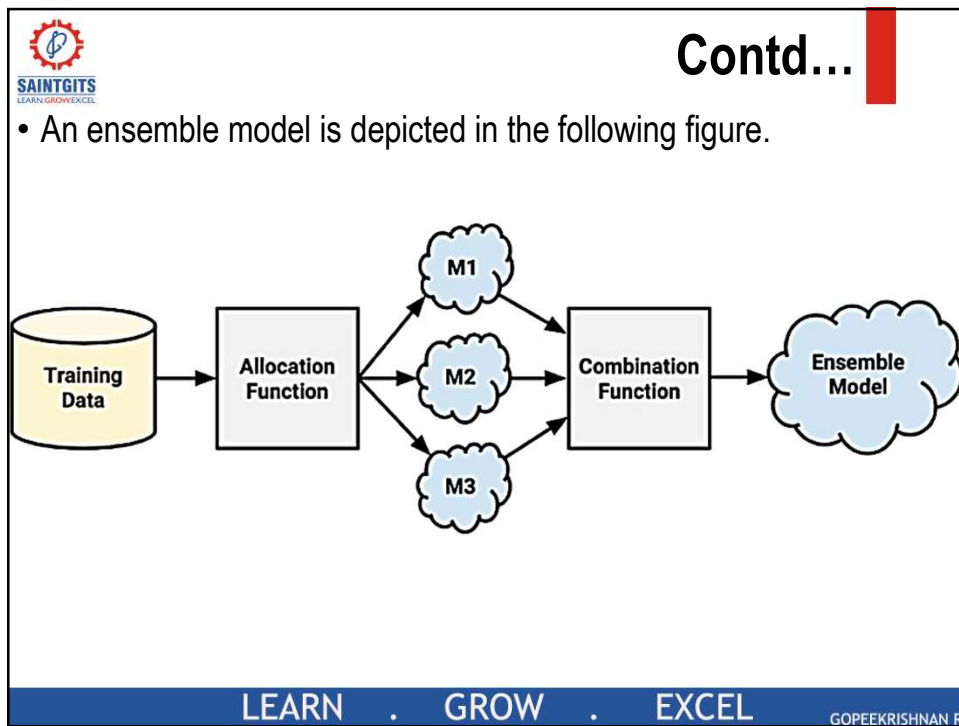 SAINTGITS
LEARN.GROW.EXCEL
Contd...
• An ensemble model is depicted in the following figure.
Training
Data
Allocation
Function
M1
M2
M3
Combination
Function
Ensemble
Model
LEARN . GROW . EXCEL
GOPEEKRISHNAN R